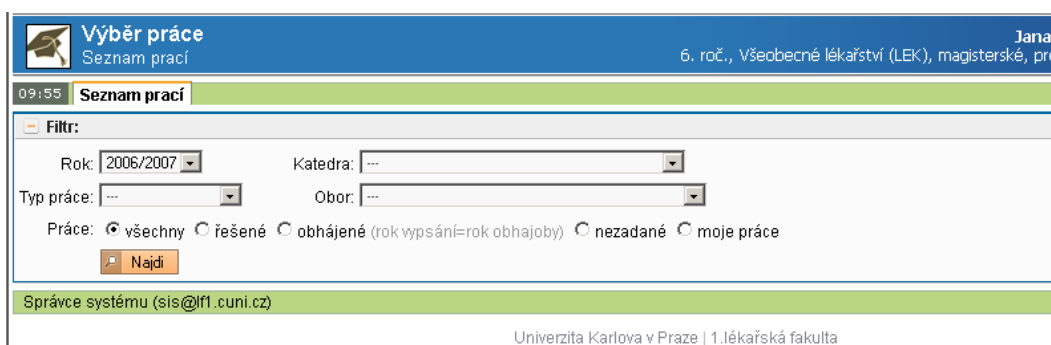 Výběr práce
Jana
Seznam prací
6. roč., Všeobecné lékařství (LEK), magisterské, pre
09:55 Seznam prací
Filtr:
Rok: 2006/2007 Katedra: ---
Typ práce: --- Obor: ---
Práce: všechny řešené obhájené (rok vypsání=rok obhajoby) nezadané moje práce
Najdi
Správce systému (sis@lf1.cuni.cz)
Univerzita Karlova v Praze | 1.lékařská fakulta